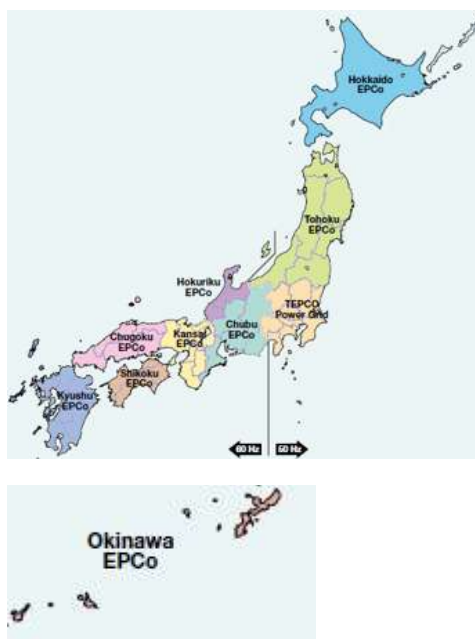 Hokkaido
EPCo
Tohoku
EPCo
Hokuriku
EPCo
TEPCO
Power Grid
Chubu
EPCo
Kansai
EPCo
Chugoku
EPCo
Shikoku
EPCo
Kyushu
EPCo
60 Hz
50 Hz
Okinawa
EPCo